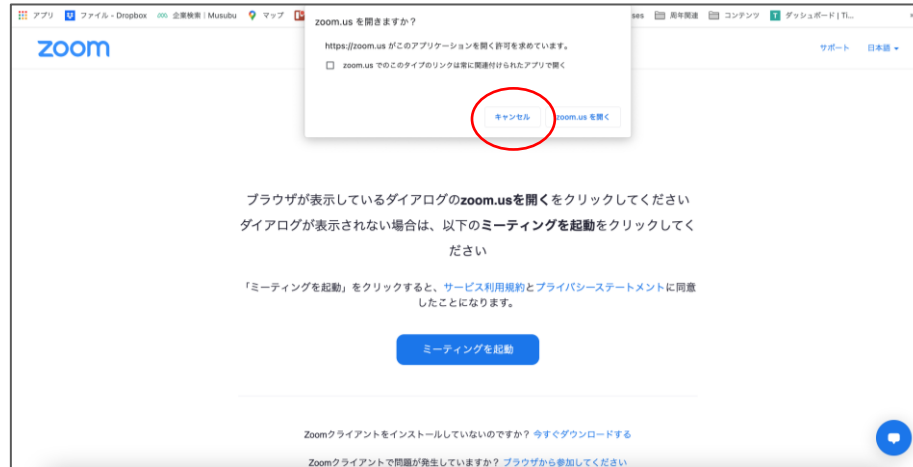 アプリ ファイル - Dropbox 企業検索 | Musubu マップ ses 周年関連 コンテンツ T ダッシュボード | Ti...
zoom.us を開きますか？
https://zoom.us がこのアプリケーションを開く許可を求めています。
zoom.us でのこのタイプのリンクは常に関連付けられたアプリで開く
キャンセル zoom.us を開く
zoom サポート 日本語
ブラウザが表示しているダイアログのzoom.usを開くをクリックしてください
ダイアログが表示されない場合は、以下のミーティングを起動をクリックしてく
ださい
「ミーティングを起動」をクリックすると、サービス利用規約とプライバシーステートメントに同意
したことになります。
ミーティングを起動
Zoomクライアントをインストールしていないのですか？ 今すぐダウンロードする
Zoomクライアントで問題が発生していますか？ ブラウザから参加してください